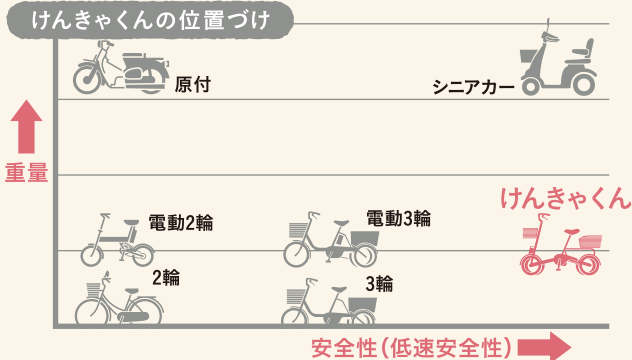 けんきゃくんの位置づけ
原付
シニアカー
重量
けんきゃくん
電動2輪
電動3輪
2輪
3輪
安全性(低速安全性)